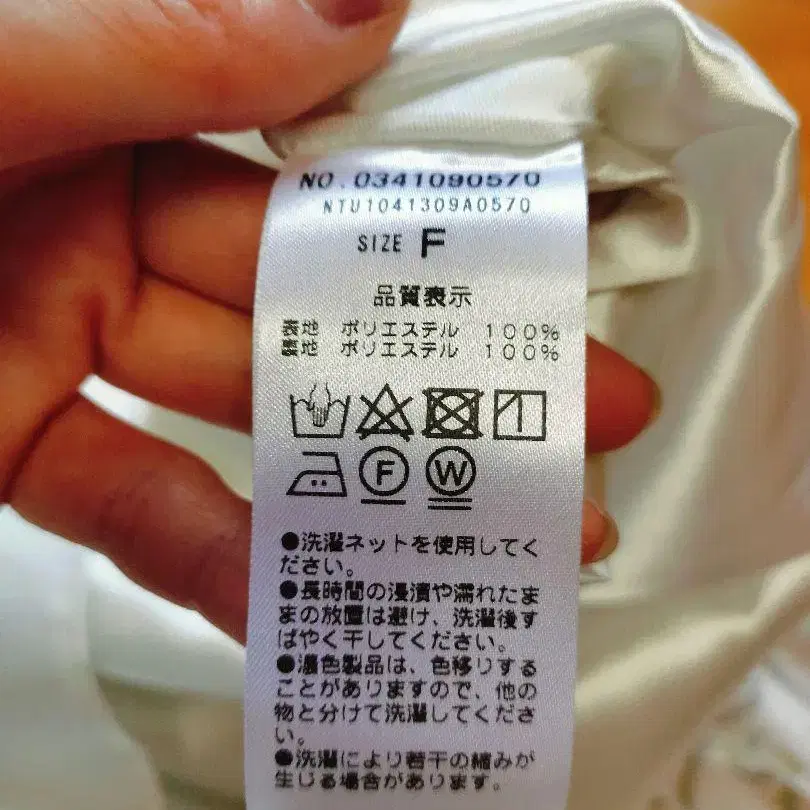 NO.0341090570
NTU1041309A0570
SIZE F
品質表示
表地 ポリエステル 100%
裏地 ポリエステル 100%
F W
●洗濯ネットを使用してく
ださい。
●長時間の浸漬や濡れたま
まの放置は避け、洗濯後す
ばやく干してください。
●濃色製品は、色移りする
ことがありますので、他の
物と分けて洗濯してくださ
い。
●洗濯により若干の縮みが
生じる場合があります。